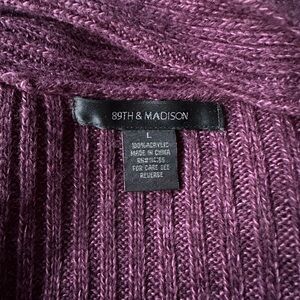 89TH & MADISON
L
100% ACRYLIC
MADE IN CHINA
FOR CARE SEE
REVERSE